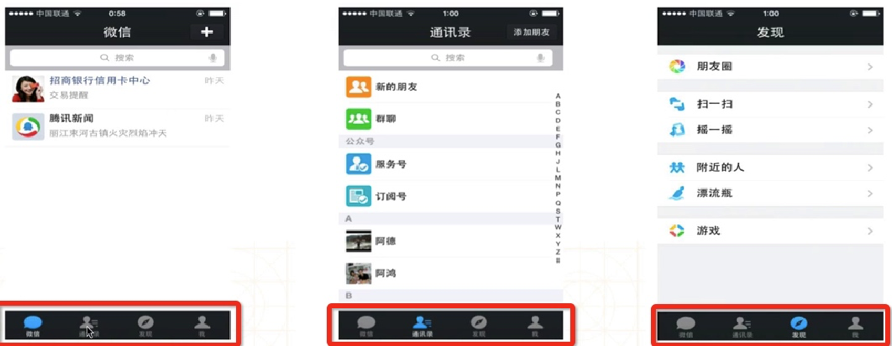 中国联通 0:58
微信
搜索
招商银行信用卡中心 昨天
交易提醒
腾讯新闻 昨天
丽江束河古镇火灾烈焰冲天
微信 通讯录 发现 我
中国联通 1:00
通讯录 添加朋友
搜索
新的朋友
群聊
公众号
服务号
订阅号
A
阿德
阿鸿
B
A
B
C
D
E
F
G
H
J
L
M
N
P
Q
S
T
W
X
Y
Z
#
微信 通讯录 发现 我
中国联通 1:00
发现
朋友圈
扫一扫
摇一摇
附近的人
漂流瓶
游戏
微信 通讯录 发现 我